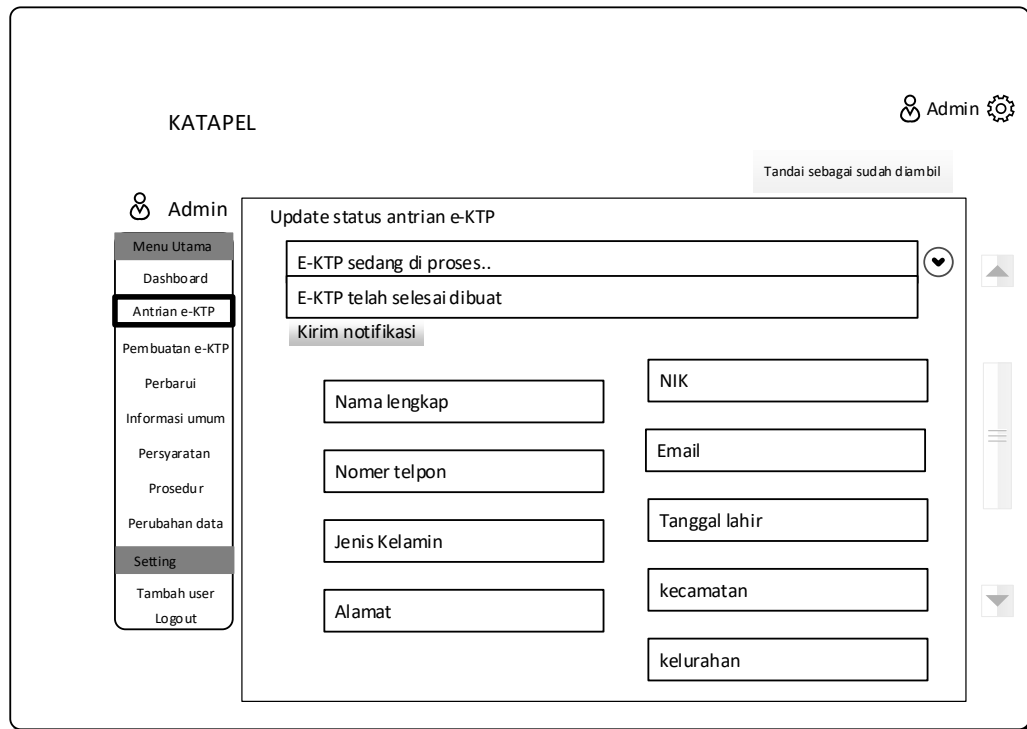 KATAPEL
Admin
Tandai sebagai sudah diambil
Admin
Menu Utama
Dashboard
Antrian e-KTP
Pembuatan e-KTP
Perbarui
Informasi umum
Persyaratan
Prosedur
Perubahan data
Setting
Tambah user
Logout
Update status antrian e-KTP
E-KTP sedang di proses..
E-KTP telah selesai dibuat
Kirim notifikasi
Nama lengkap
Nomer telpon
Jenis Kelamin
Alamat
NIK
Email
Tanggal lahir
kecamatan
kelurahan